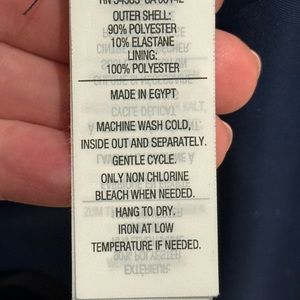 OUTER SHELL:
90% POLYESTER
10% ELASTANE
LINING:
100% POLYESTER
MADE IN EGYPT
MACHINE WASH COLD,
INSIDE OUT AND SEPARATELY.
GENTLE CYCLE.
ONLY NON CHLORINE
BLEACH WHEN NEEDED.
HANG TO DRY.
IRON AT LOW
TEMPERATURE IF NEEDED.